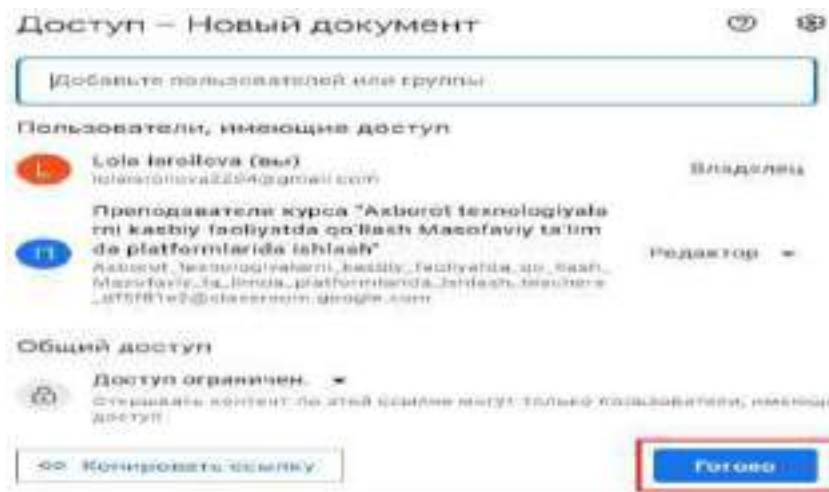 Доступ – Новый документ
Добавьте пользователей или группы
Пользователи, имеющие доступ
L
Lola Isroilova (вы)
Владелец
Преподаватели курса "Axborot texnologiyala
rni kasbiy faoliyatda qo'llash Masofaviy ta'lim
da platformlarida ishlash"
П
Редактор
Общий доступ
Доступ ограничен.
Открывать контент по этой ссылке могут только пользователи, имеющие
доступ
Копировать ссылку
Готово